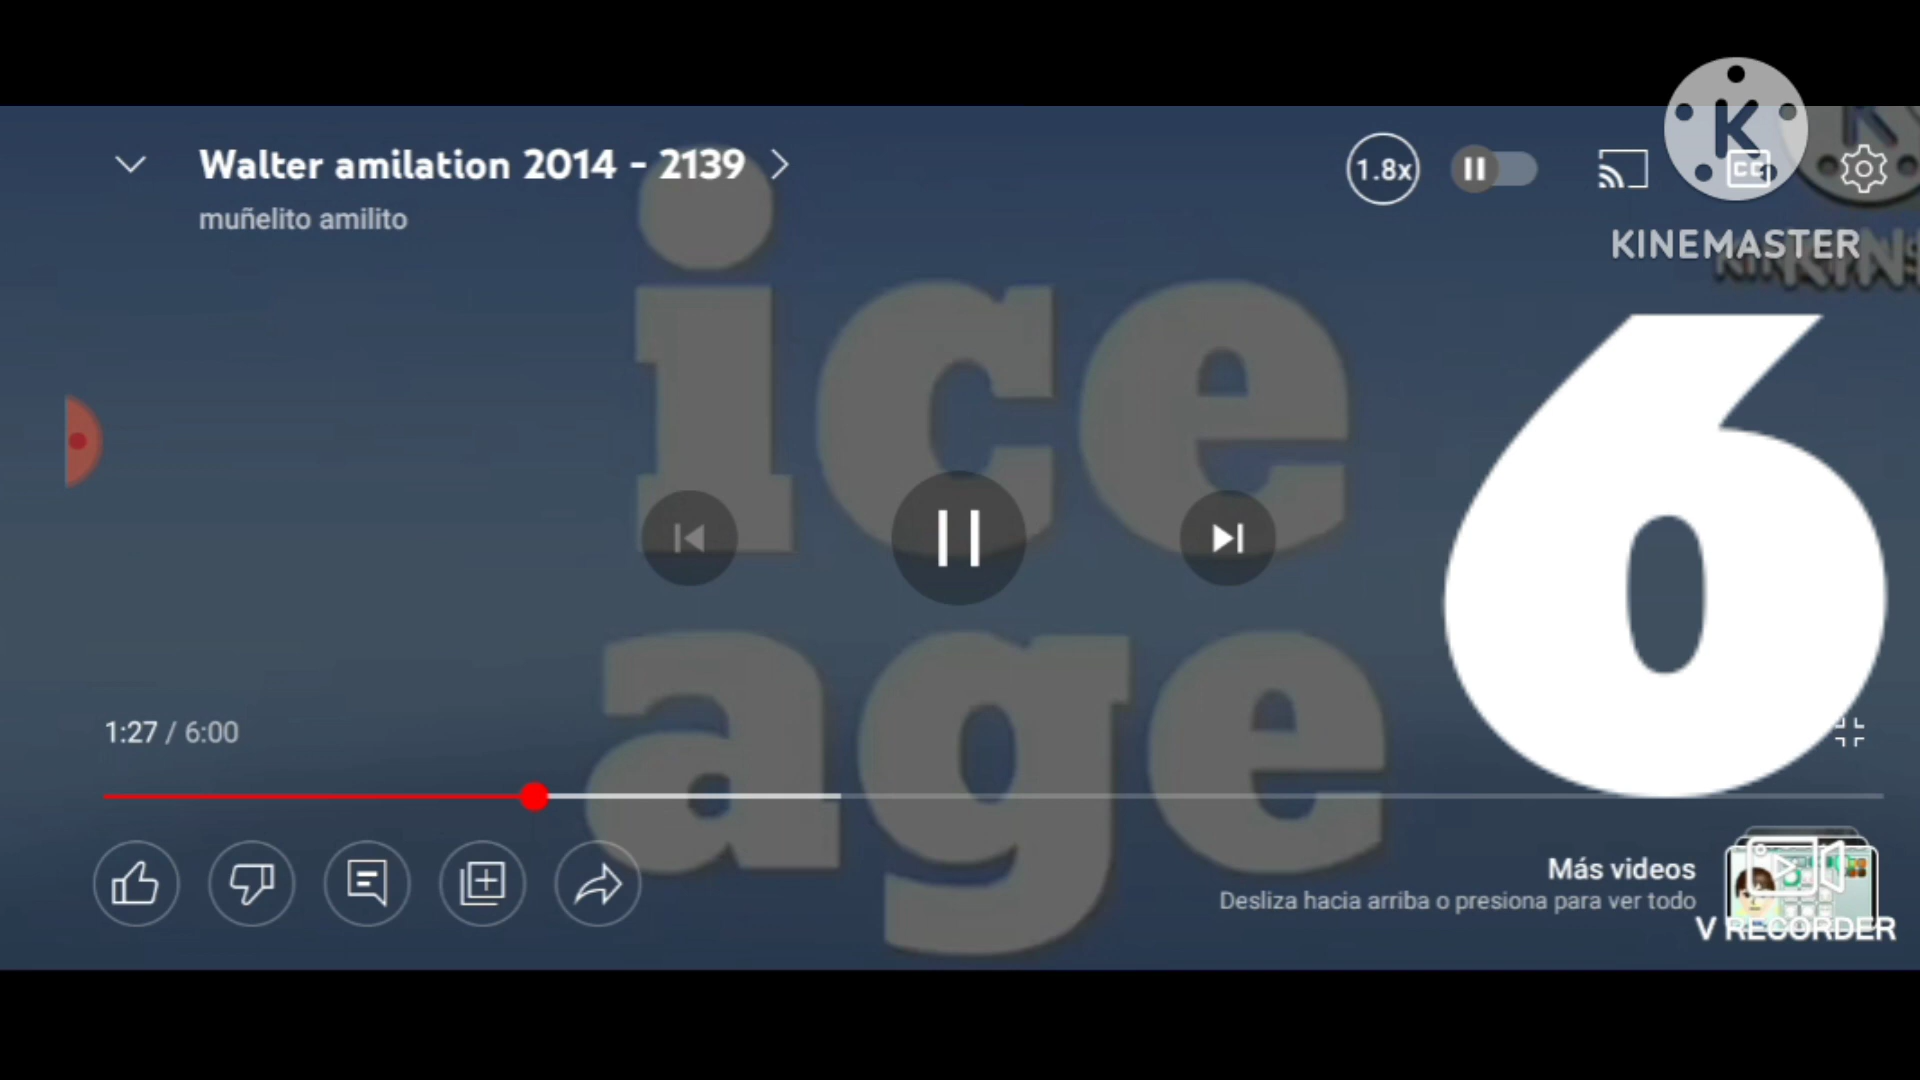 Walter amilation 2014 - 2139
muñelito amilito
1.8x
CC
K
KINEMASTER
ice
age
6
1:27 / 6:00
Más videos
Desliza hacia arriba o presiona para ver todo
V RECORDER